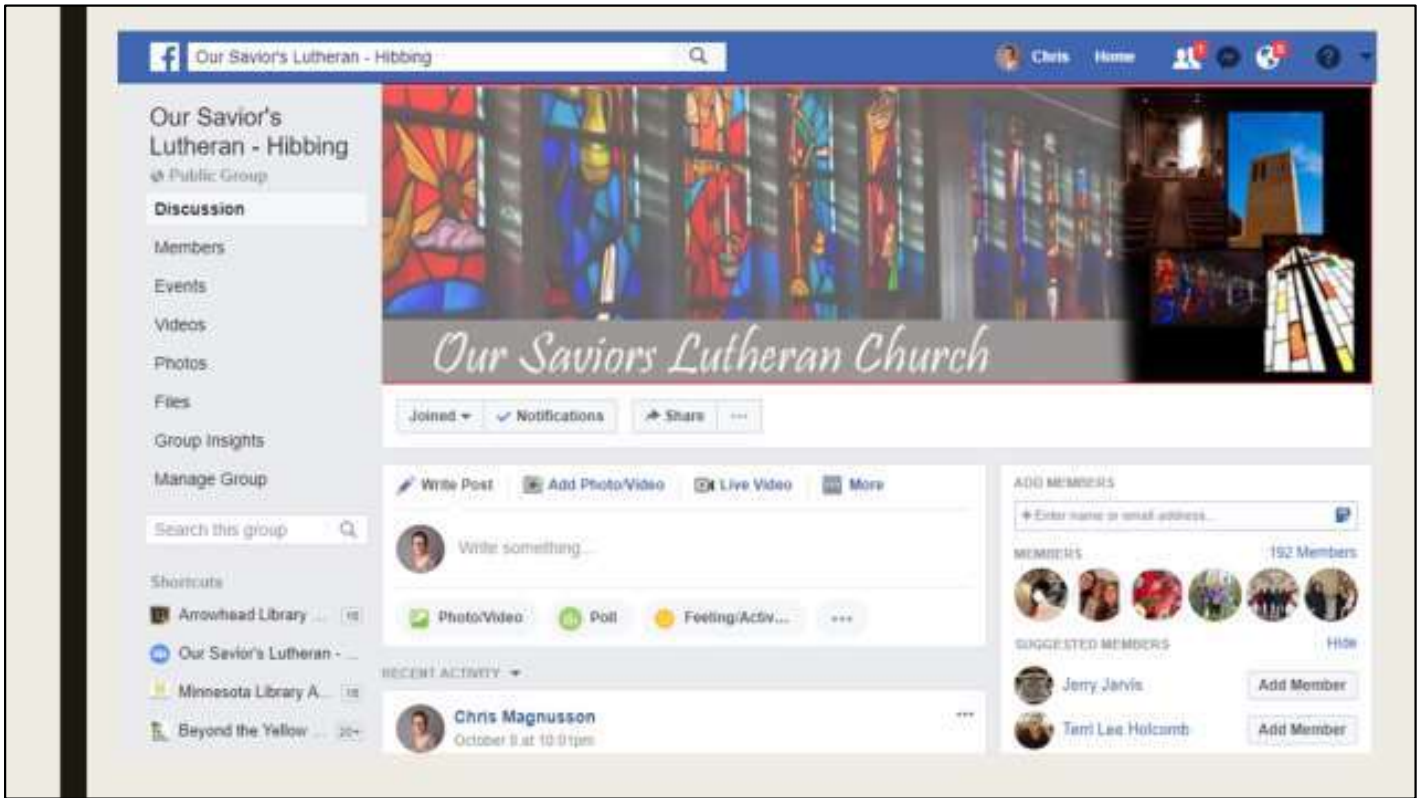 f
Our Savior's Lutheran - Hibbing
Chris Home
1
5
?
Our Savior's
Lutheran - Hibbing
Public Group
Discussion
Members
Events
Videos
Photos
Files
Group Insights
Manage Group
Search this group
Shortcuts
Arrowhead Library ...
Our Savior's Lutheran - ...
Minnesota Library A...
Beyond the Yellow ... 20+
Our Saviors Lutheran Church
Joined Notifications Share ...
Write Post Add Photo/Video Live Video More
Write something...
Photo/Video Poll Feeling/Activ... ...
RECENT ACTIVITY
Chris Magnusson ...
October 8 at 10:01pm
ADD MEMBERS
+ Enter name or email address...
MEMBERS 192 Members
SUGGESTED MEMBERS Hide
Jerry Jarvis Add Member
Terri Lee Holcomb Add Member